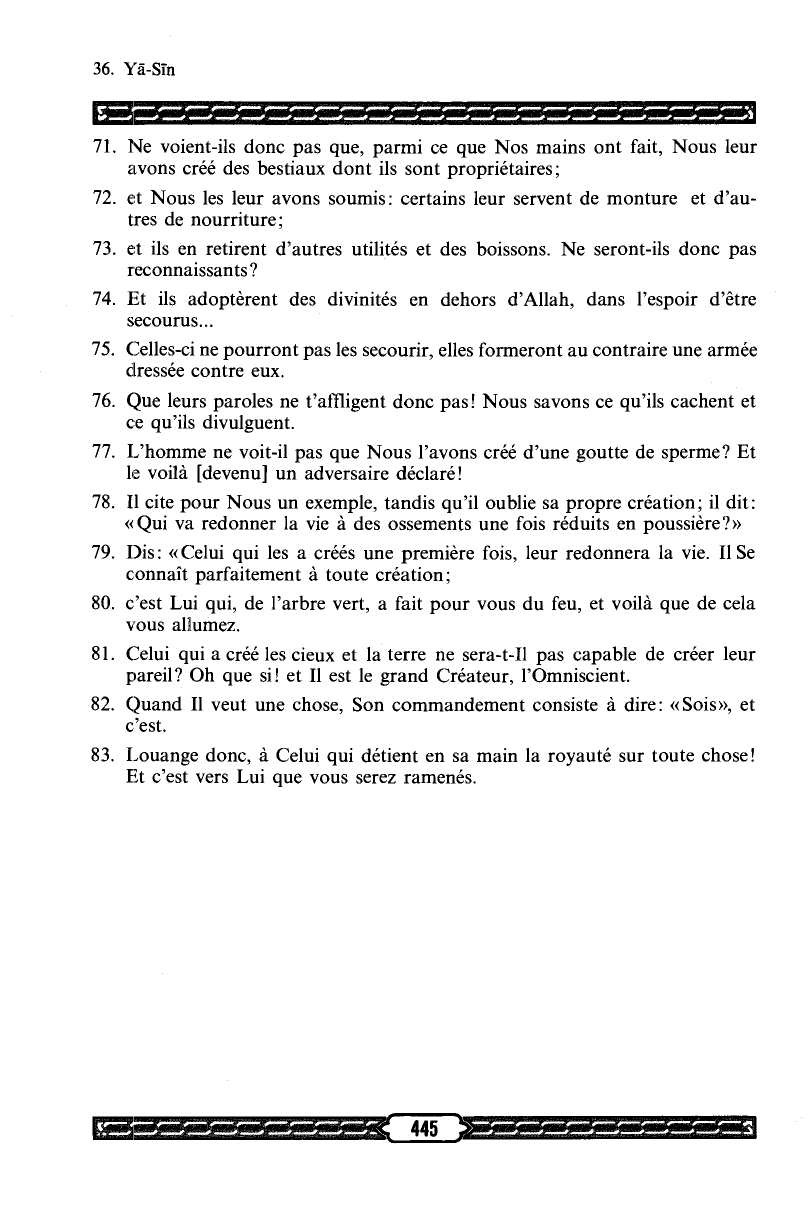 36. Yā-Sīn
71. Ne voient-ils donc pas que, parmi ce que Nos mains ont fait, Nous leur
avons créé des bestiaux dont ils sont propriétaires;
72. et Nous les leur avons soumis: certains leur servent de monture et d'au-
tres de nourriture;
73. et ils en retirent d'autres utilités et des boissons. Ne seront-ils donc pas
reconnaissants?
74. Et ils adoptèrent des divinités en dehors d'Allah, dans l'espoir d'être
secourus...
75. Celles-ci ne pourront pas les secourir, elles formeront au contraire une armée
dressée contre eux.
76. Que leurs paroles ne t'affligent donc pas! Nous savons ce qu'ils cachent et
ce qu'ils divulguent.
77. L'homme ne voit-il pas que Nous l'avons créé d'une goutte de sperme? Et
le voilà [devenu] un adversaire déclaré!
78. Il cite pour Nous un exemple, tandis qu'il oublie sa propre création; il dit:
«Qui va redonner la vie à des ossements une fois réduits en poussière?»
79. Dis: «Celui qui les a créés une première fois, leur redonnera la vie. Il Se
connaît parfaitement à toute création;
80. c'est Lui qui, de l'arbre vert, a fait pour vous du feu, et voilà que de cela
vous allumez.
81. Celui qui a créé les cieux et la terre ne sera-t-Il pas capable de créer leur
pareil? Oh que si! et Il est le grand Créateur, l'Omniscient.
82. Quand Il veut une chose, Son commandement consiste à dire: «Sois», et
c'est.
83. Louange donc, à Celui qui détient en sa main la royauté sur toute chose!
Et c'est vers Lui que vous serez ramenés.
445